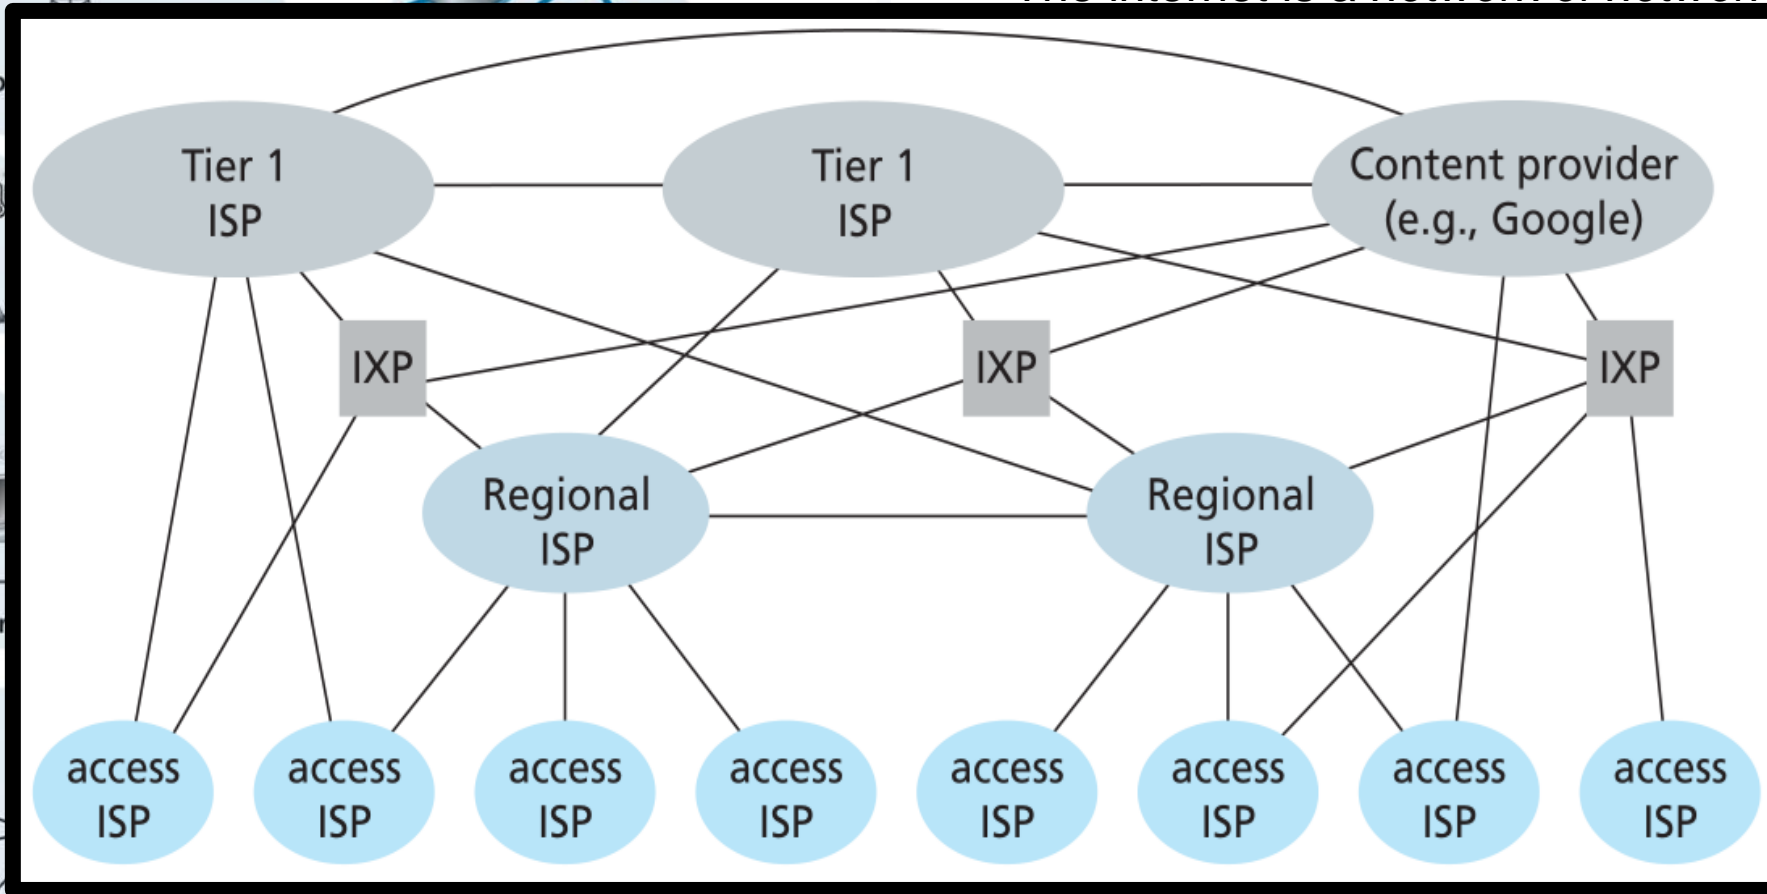 Tier 1
ISP
Tier 1
ISP
Content provider
(e.g., Google)
IXP
IXP
IXP
Regional
ISP
Regional
ISP
access
ISP
access
ISP
access
ISP
access
ISP
access
ISP
access
ISP
access
ISP
access
ISP